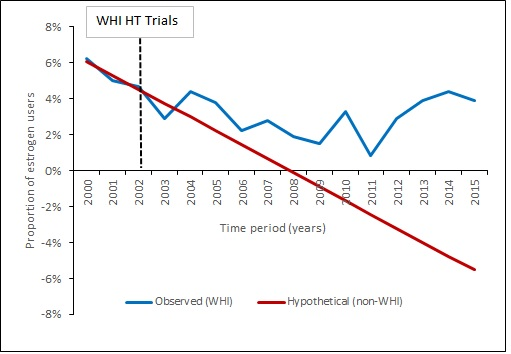 WHI HT Trials
8%
6%
4%
2%
0%
-2%
-4%
-6%
-8%
Proportion of estrogen users
2000 2001 2002 2003 2004 2005 2006 2007 2008 2009 2010 2011 2012 2013 2014 2015
Time period (years)
Observed (WHI) Hypothetical (non-WHI)